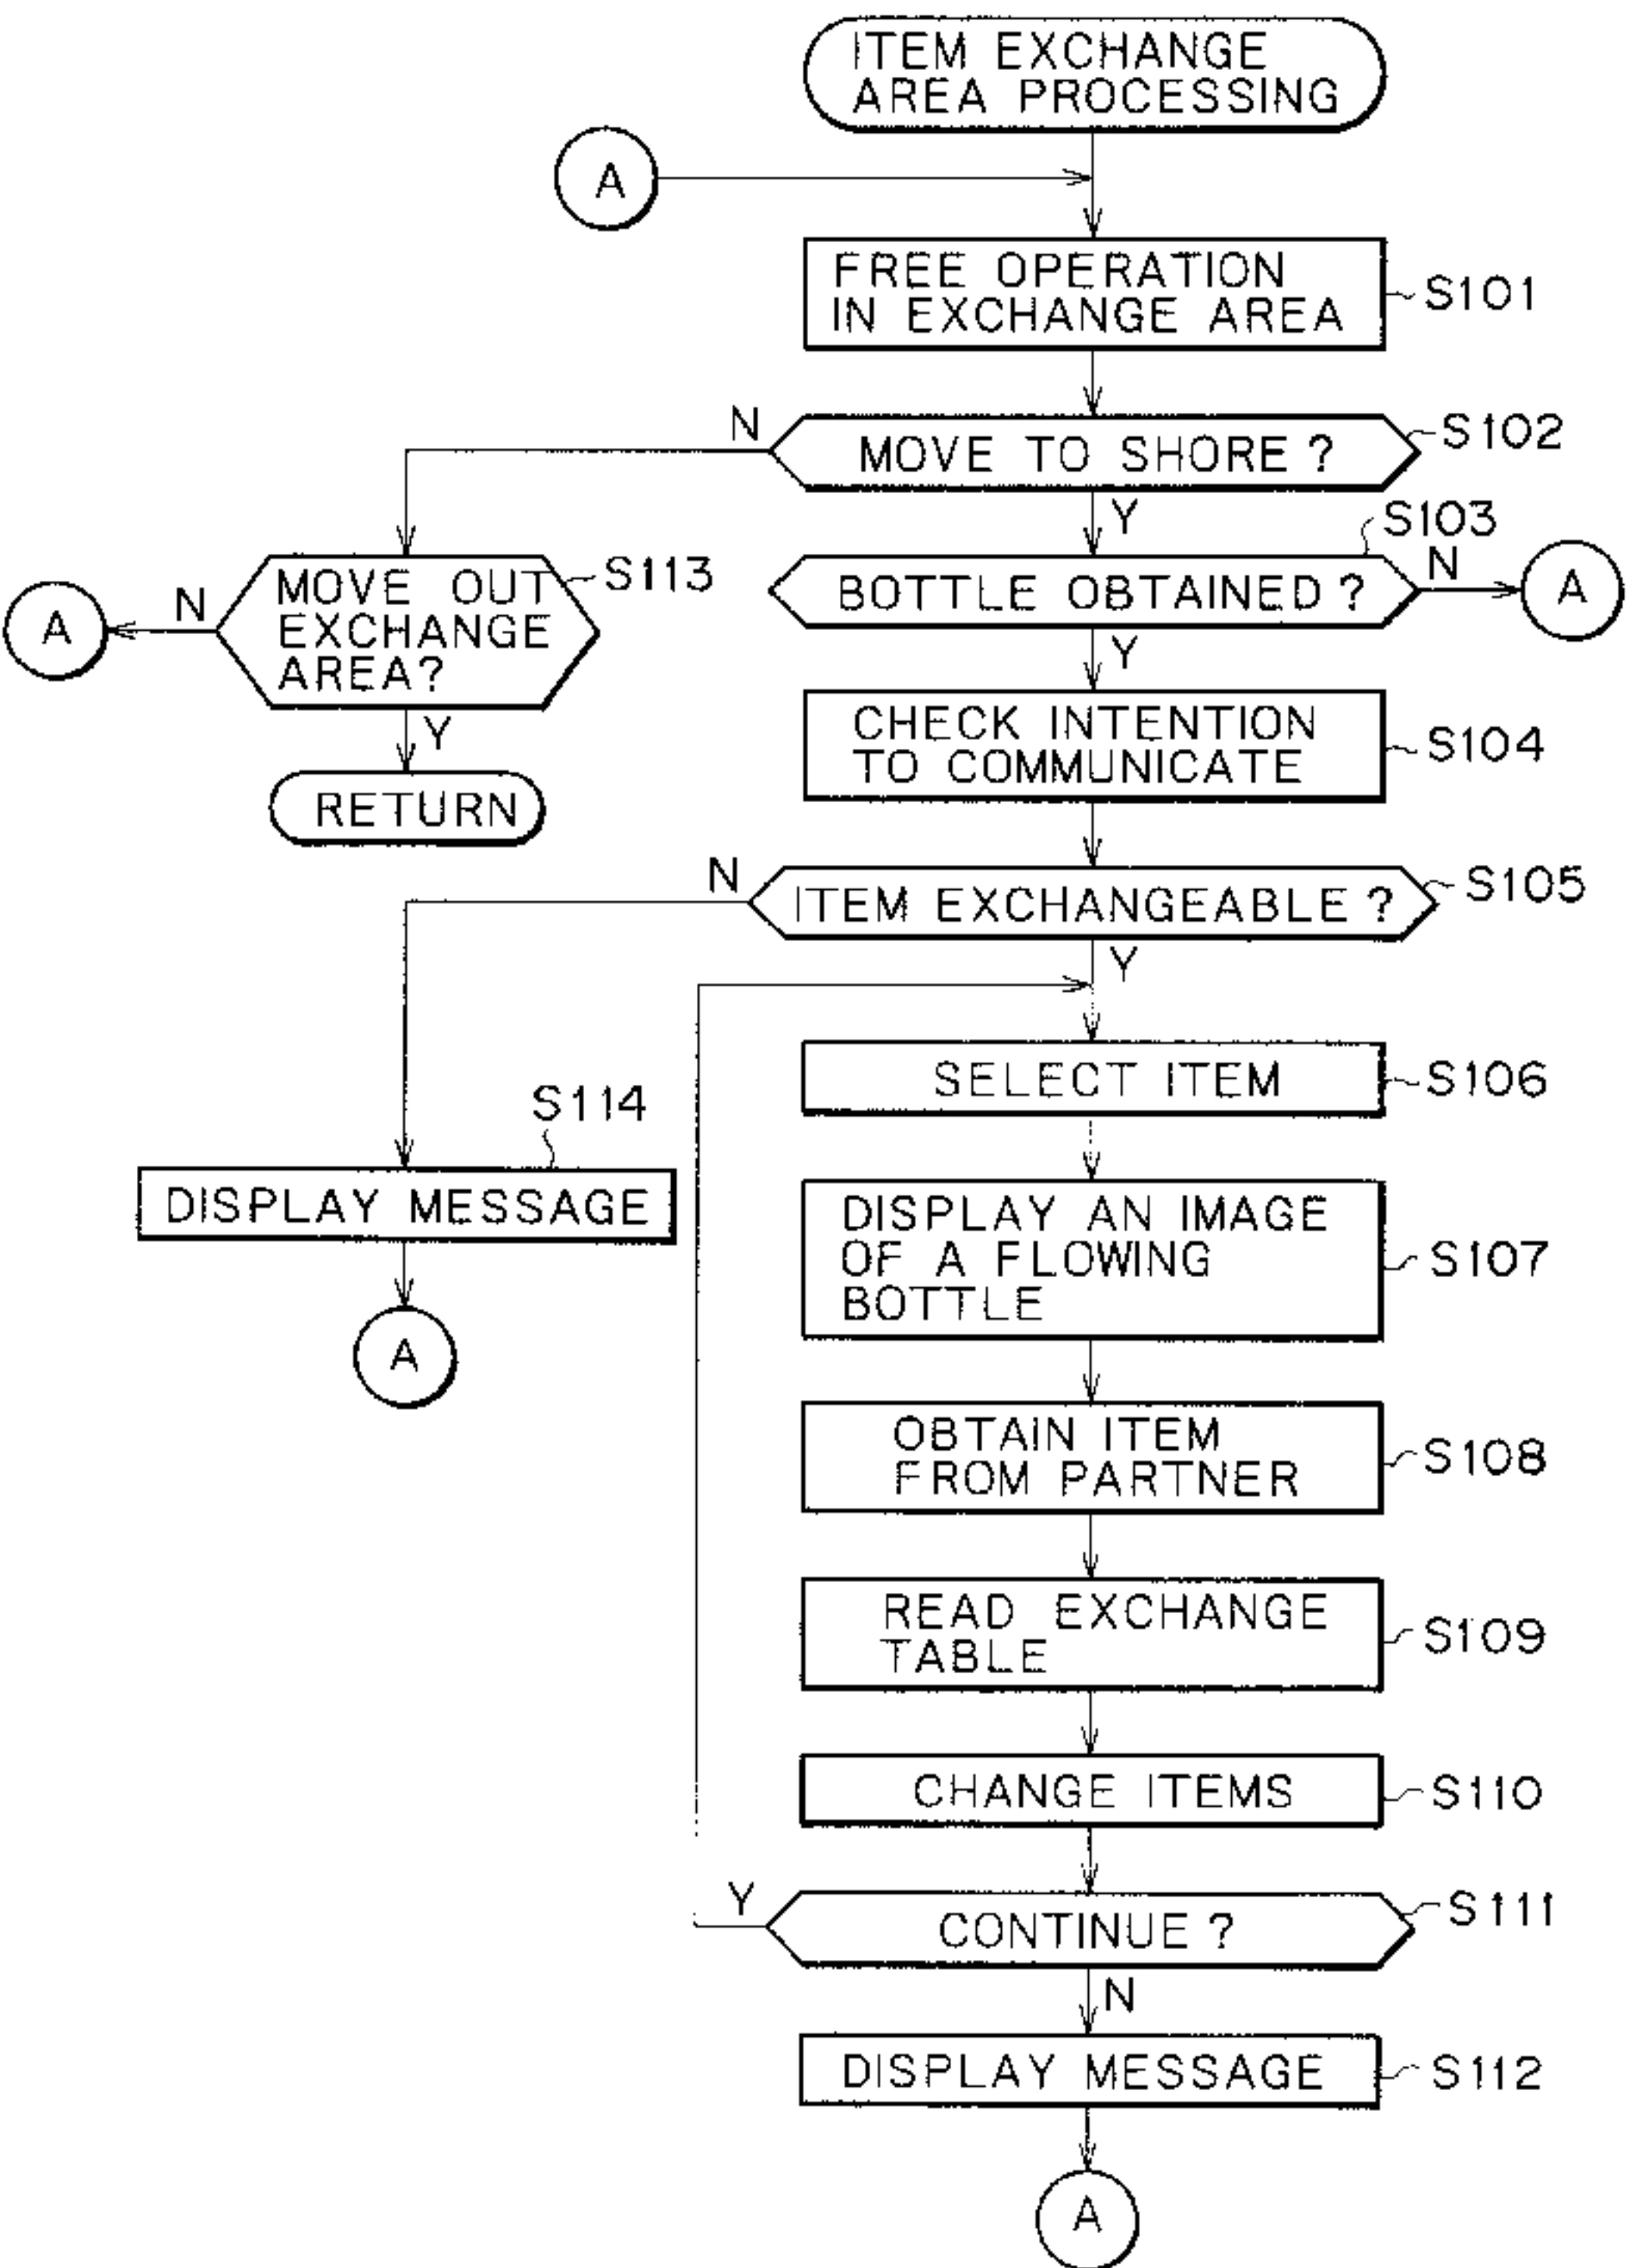 ITEM EXCHANGE
AREA PROCESSING
A
FREE OPERATION
IN EXCHANGE AREA
S101
N
MOVE TO SHORE ?
S102
Y
S103
BOTTLE OBTAINED ?
N
A
Y
MOVE OUT
EXCHANGE
AREA?
S113
N
A
Y
RETURN
CHECK INTENTION
TO COMMUNICATE
S104
N
ITEM EXCHANGEABLE ?
S105
Y
SELECT ITEM
S106
S114
DISPLAY MESSAGE
A
DISPLAY AN IMAGE
OF A FLOWING
BOTTLE
S107
OBTAIN ITEM
FROM PARTNER
S108
READ EXCHANGE
TABLE
S109
CHANGE ITEMS
S110
Y
CONTINUE ?
S111
N
DISPLAY MESSAGE
S112
A